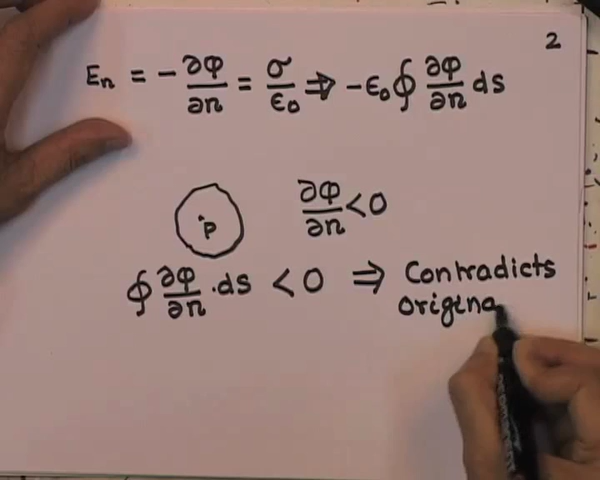 2
Eₙ = -∂φ/∂n = σ/ε₀ ⇒ -ε₀∮ ∂φ/∂n ds
P
∂φ/∂n < 0
∮ ∂φ/∂n . ds < 0 ⇒ Contradicts
origina